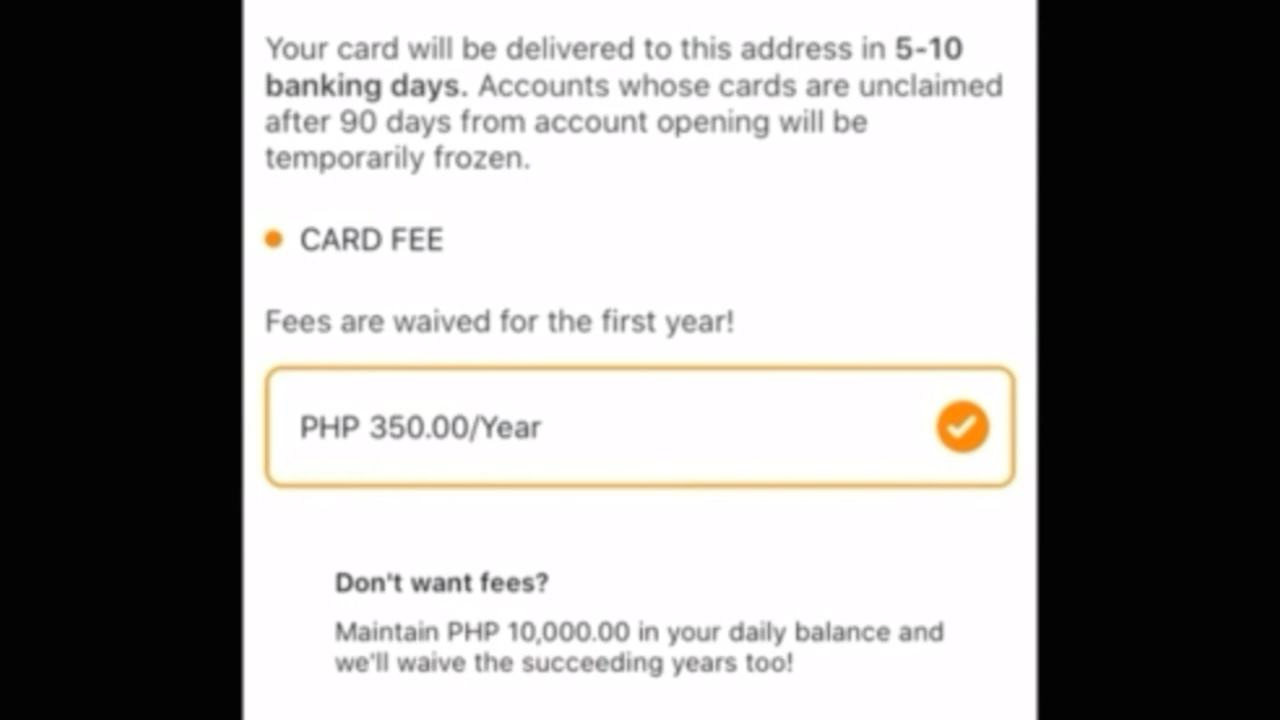 Your card will be delivered to this address in 5-10
banking days. Accounts whose cards are unclaimed
after 90 days from account opening will be
temporarily frozen.
CARD FEE
Fees are waived for the first year!
PHP 350.00/Year
Don't want fees?
Maintain PHP 10,000.00 in your daily balance and
we'll waive the succeeding years too!